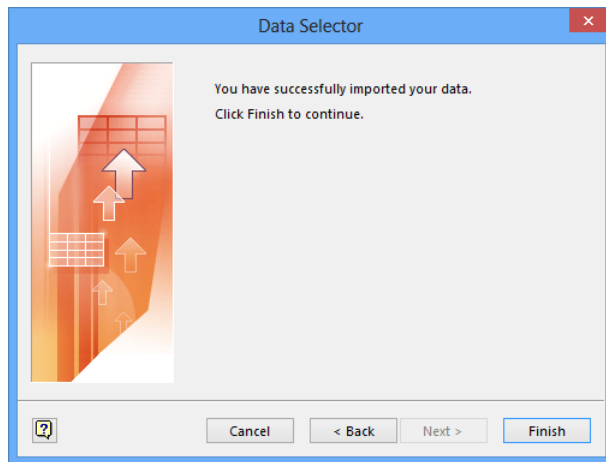 Data Selector
You have successfully imported your data.
Click Finish to continue.
Cancel
< Back
Next >
Finish